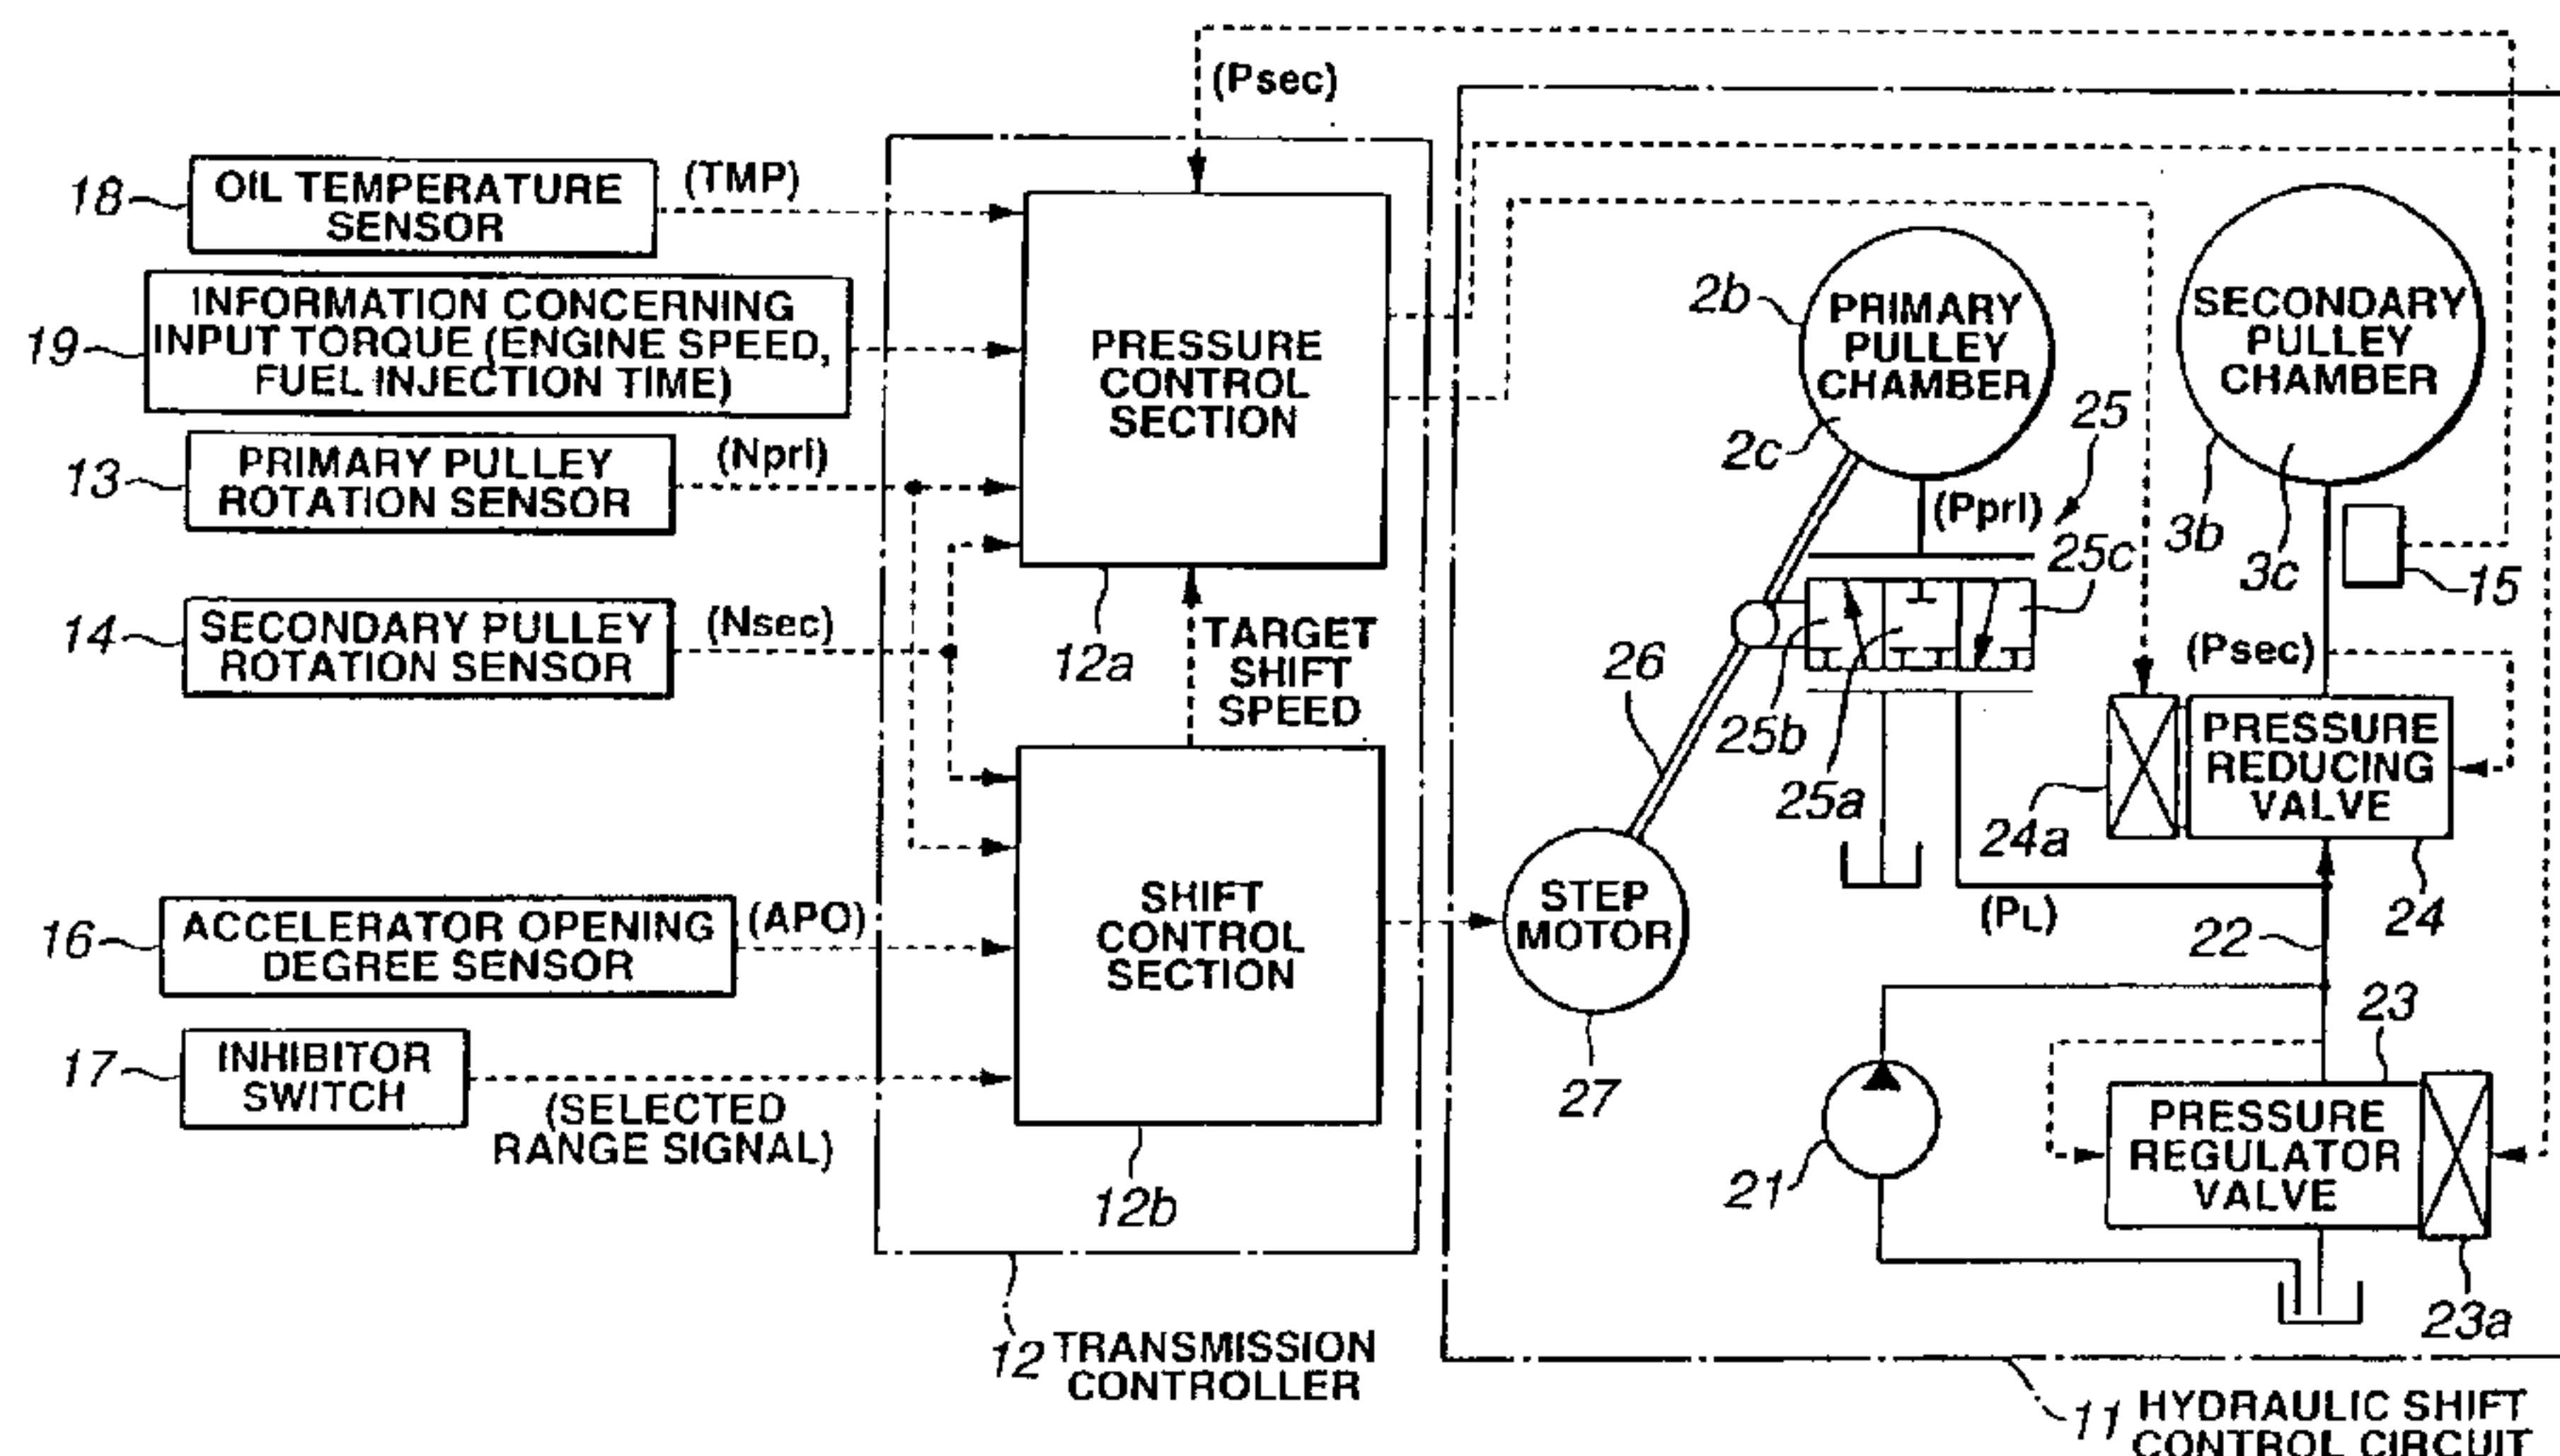 (Psec)
18
OIL TEMPERATURE
SENSOR
(TMP)
19
INFORMATION CONCERNING
INPUT TORQUE (ENGINE SPEED,
FUEL INJECTION TIME)
13
PRIMARY PULLEY
ROTATION SENSOR
(Npri)
14
SECONDARY PULLEY
ROTATION SENSOR
(Nsec)
16
ACCELERATOR OPENING
DEGREE SENSOR
(APO)
17
INHIBITOR
SWITCH
(SELECTED
RANGE SIGNAL)
PRESSURE
CONTROL
SECTION
12a
TARGET
SHIFT
SPEED
SHIFT
CONTROL
SECTION
12b
12 TRANSMISSION
CONTROLLER
2b
PRIMARY
PULLEY
CHAMBER
2c
SECONDARY
PULLEY
CHAMBER
3b
3c
25
(Ppri)
25c
15
26
25b
25a
(Psec)
PRESSURE
REDUCING
VALVE
24a
24
STEP
MOTOR
27
(PL)
22
23
21
PRESSURE
REGULATOR
VALVE
23a
11 HYDRAULIC SHIFT
CONTROL CIRCUIT